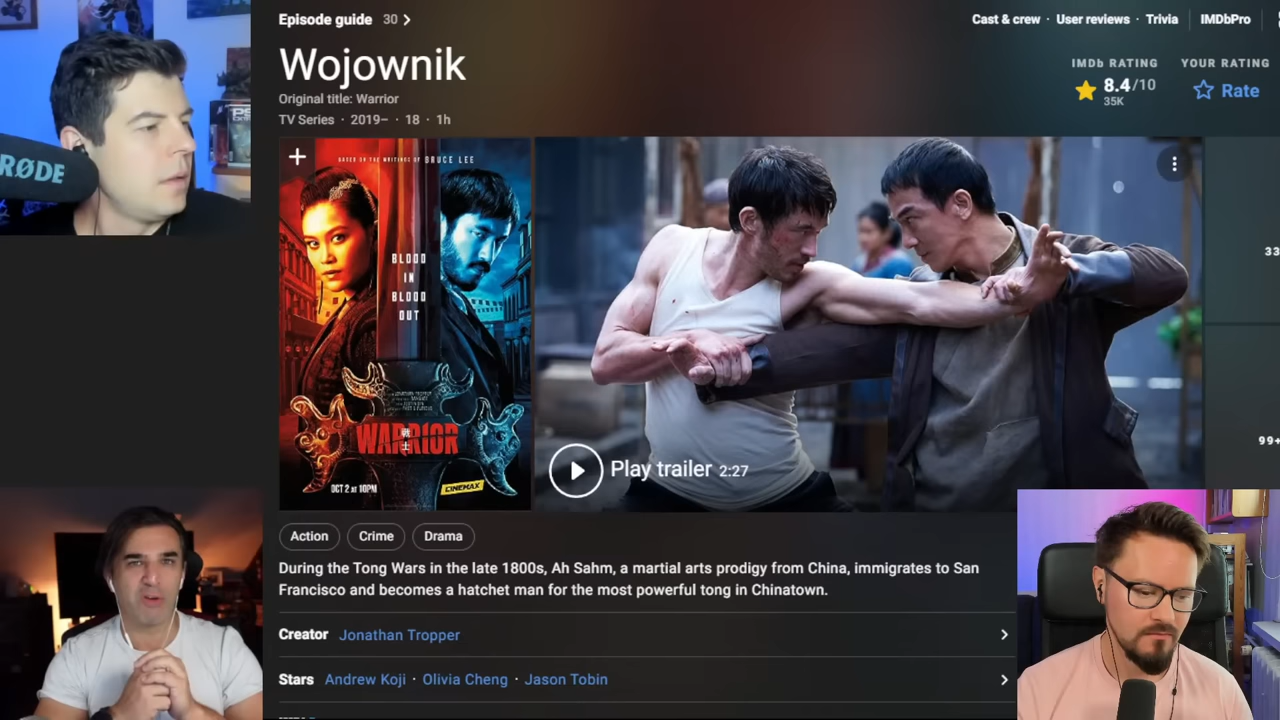 Episode guide 30
Cast & crew · User reviews · Trivia IMDbPro
Wojownik
Original title: Warrior
TV Series · 2019– · 18 · 1h
IMDb RATING
8.4/10
35K
YOUR RATING
Rate
RØDE
BASED ON THE WRITINGS OF BRUCE LEE
BLOOD
IN
BLOOD
OUT
WARRIOR
戦士
OCT 2 at 10PM
CINEMAX
Play trailer 2:27
33
99+
Action
Crime
Drama
During the Tong Wars in the late 1800s, Ah Sahm, a martial arts prodigy from China, immigrates to San
Francisco and becomes a hatchet man for the most powerful tong in Chinatown.
Creator Jonathan Tropper
Stars Andrew Koji · Olivia Cheng · Jason Tobin